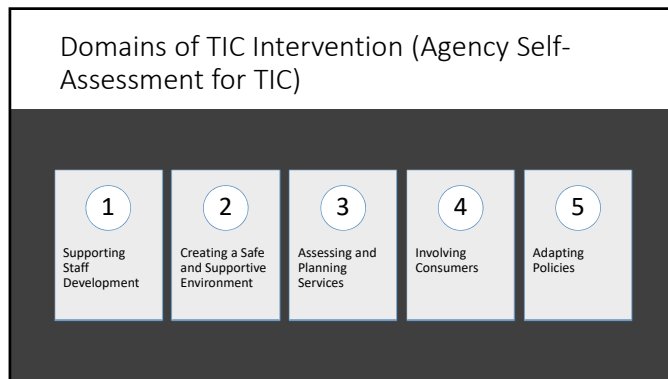 Domains of TIC Intervention (Agency Self-
Assessment for TIC)
1
Supporting
Staff
Development
2
Creating a Safe
and Supportive
Environment
3
Assessing and
Planning
Services
4
Involving
Consumers
5
Adapting
Policies